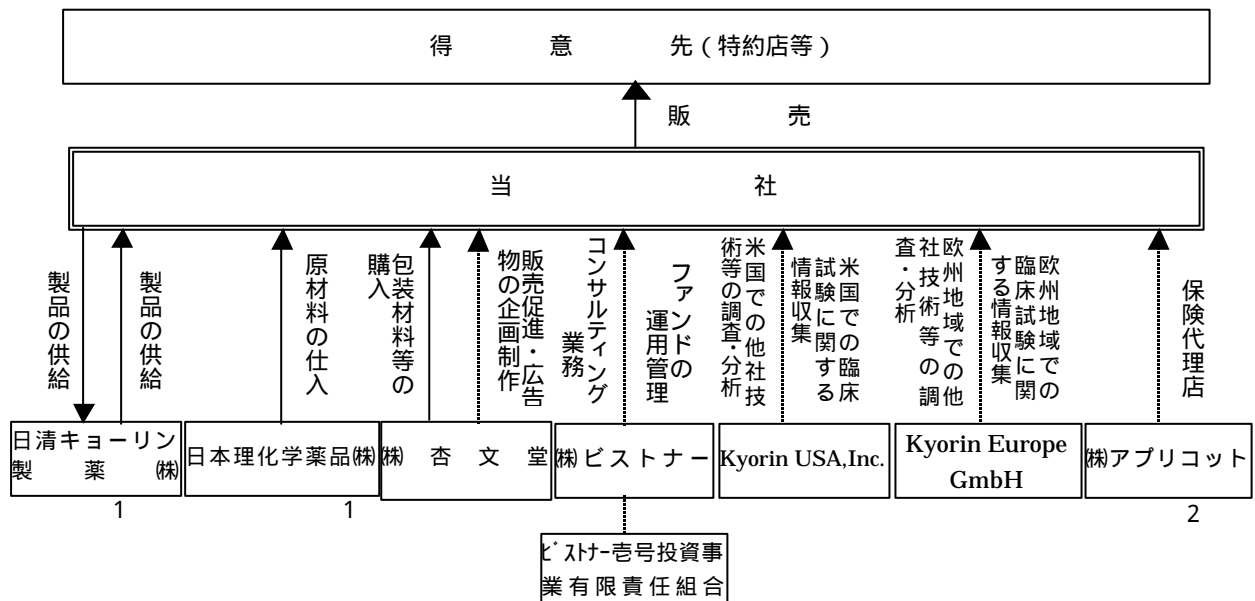 得意先(特約店等)
販売
当社
製品の供給
製品の供給
原材料の仕入
包装材料等の
購入
販売促進・広告
物の企画制作
コンサルティング
業務
ファンドの
運用管理
米国での他社技
術等の調査・分析
米国での臨床
試験に関する
情報収集
欧州地域での他
社技術等の調
査・分析
欧州地域での
臨床試験に関
する情報収集
保険代理店
日清キョーリン
製薬㈱
1
日本理化学薬品㈱
1
㈱杏文堂
㈱ビストナー
Kyorin USA,Inc.
Kyorin Europe
GmbH
㈱アプリコット
2
ビストナー壱号投資事
業有限責任組合